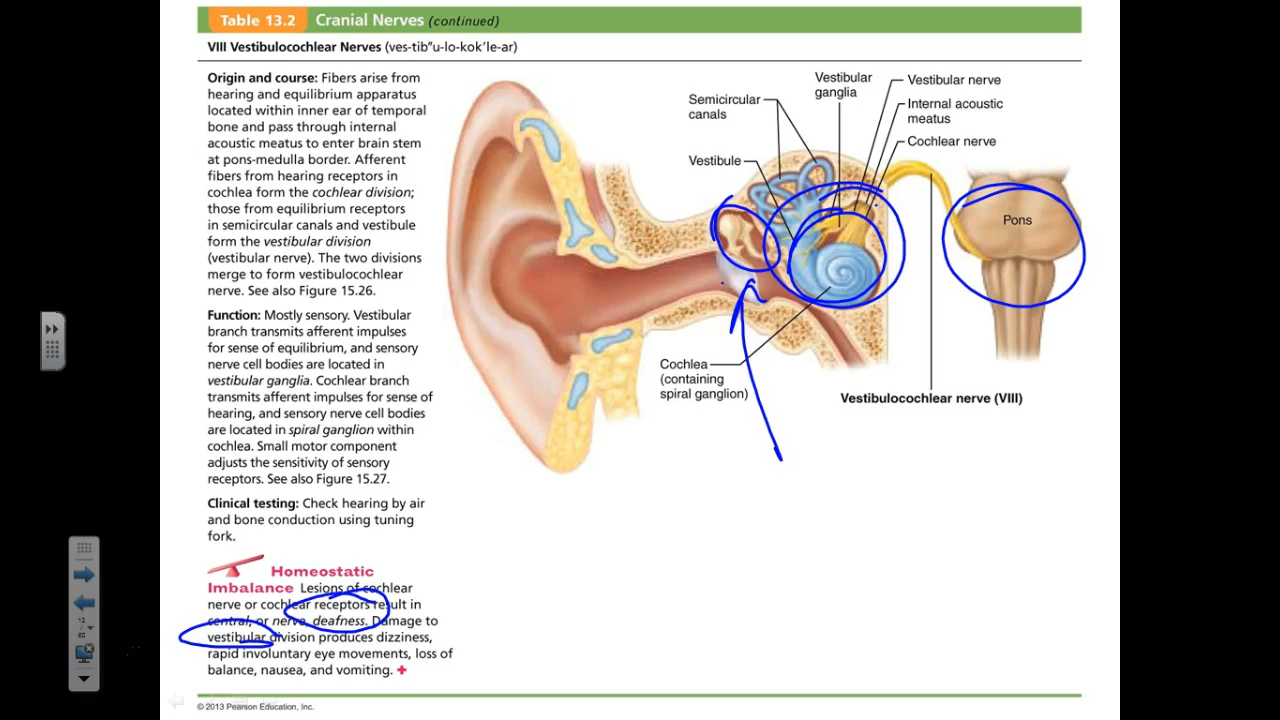 Table 13.2 Cranial Nerves (continued)
VIII Vestibulocochlear Nerves (ves-tib″u-lo-kok′le-ar)
Origin and course: Fibers arise from
hearing and equilibrium apparatus
located within inner ear of temporal
bone and pass through internal
acoustic meatus to enter brain stem
at pons-medulla border. Afferent
fibers from hearing receptors in
cochlea form the cochlear division;
those from equilibrium receptors
in semicircular canals and vestibule
form the vestibular division
(vestibular nerve). The two divisions
merge to form vestibulocochlear
nerve. See also Figure 15.26.
Function: Mostly sensory. Vestibular
branch transmits afferent impulses
for sense of equilibrium, and sensory
nerve cell bodies are located in
vestibular ganglia. Cochlear branch
transmits afferent impulses for sense of
hearing, and sensory nerve cell bodies
are located in spiral ganglion within
cochlea. Small motor component
adjusts the sensitivity of sensory
receptors. See also Figure 15.27.
Clinical testing: Check hearing by air
and bone conduction using tuning
fork.
Homeostatic
Imbalance Lesions of cochlear
nerve or cochlear receptors result in
central, or nerve, deafness. Damage to
vestibular division produces dizziness,
rapid involuntary eye movements, loss of
balance, nausea, and vomiting.
Semicircular
canals
Vestibular
ganglia
Vestibular nerve
Internal acoustic
meatus
Cochlear nerve
Vestibule
Pons
Cochlea
(containing
spiral ganglion)
Vestibulocochlear nerve (VIII)
© 2013 Pearson Education, Inc.
12
/
60